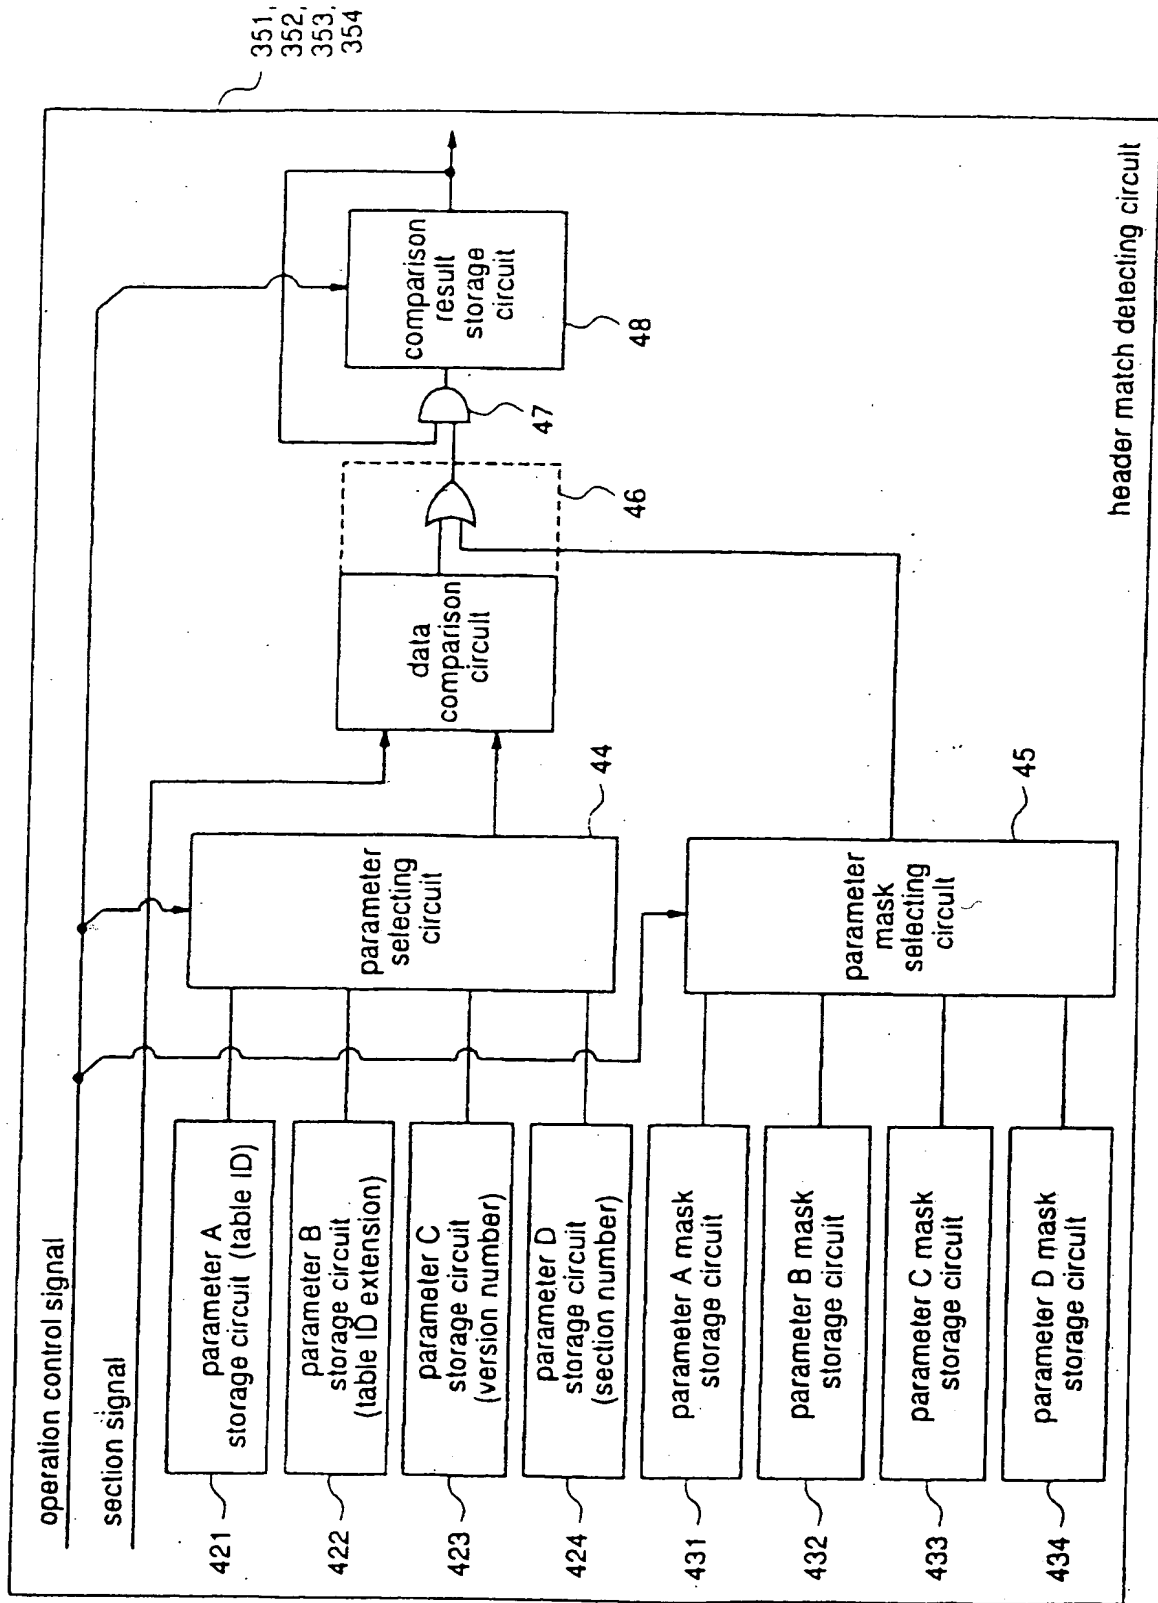 351,
352,
353,
354
operation control signal
section signal
421
parameter A
storage circuit (table ID)
422
parameter B
storage circuit
(table ID extension)
423
parameter C
storage circuit
(version number)
424
parameter D
storage circuit
(section number)
431
parameter A mask
storage circuit
432
parameter B mask
storage circuit
433
parameter C mask
storage circuit
434
parameter D mask
storage circuit
parameter
selecting
circuit
44
parameter
mask
selecting
circuit
45
data
comparison
circuit
46
47
comparison
result
storage
circuit
48
header match detecting circuit